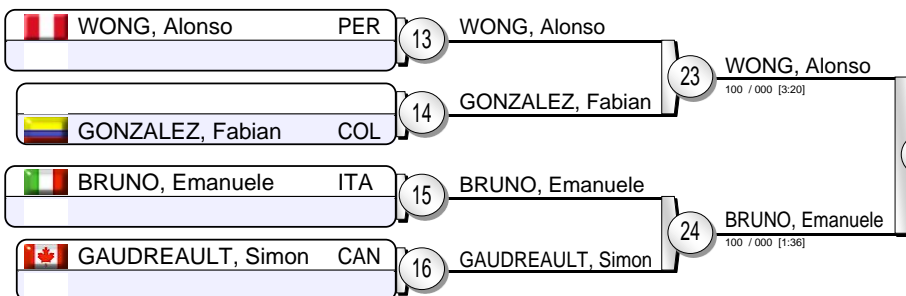 WONG, Alonso PER
13
WONG, Alonso
23
WONG, Alonso
100 / 000 [3:20]
GONZALEZ, Fabian COL
14
GONZALEZ, Fabian
BRUNO, Emanuele ITA
15
BRUNO, Emanuele
24
BRUNO, Emanuele
100 / 000 [1:36]
GAUDREAULT, Simon CAN
16
GAUDREAULT, Simon